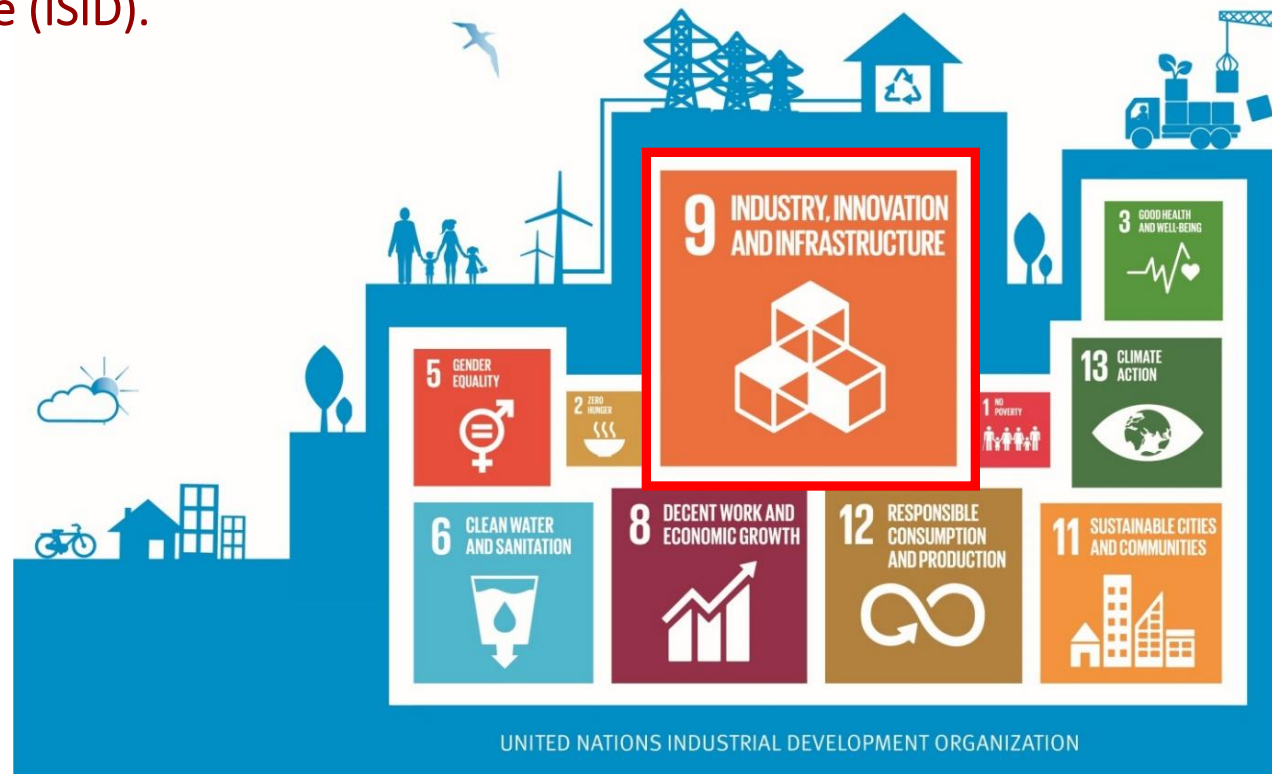 e (ISID).
9 INDUSTRY, INNOVATION
AND INFRASTRUCTURE
3 GOOD HEALTH
AND WELL-BEING
5 GENDER
EQUALITY
2 ZERO
HUNGER
1 NO
POVERTY
13 CLIMATE
ACTION
6 CLEAN WATER
AND SANITATION
8 DECENT WORK AND
ECONOMIC GROWTH
12 RESPONSIBLE
CONSUMPTION
AND PRODUCTION
11 SUSTAINABLE CITIES
AND COMMUNITIES
UNITED NATIONS INDUSTRIAL DEVELOPMENT ORGANIZATION